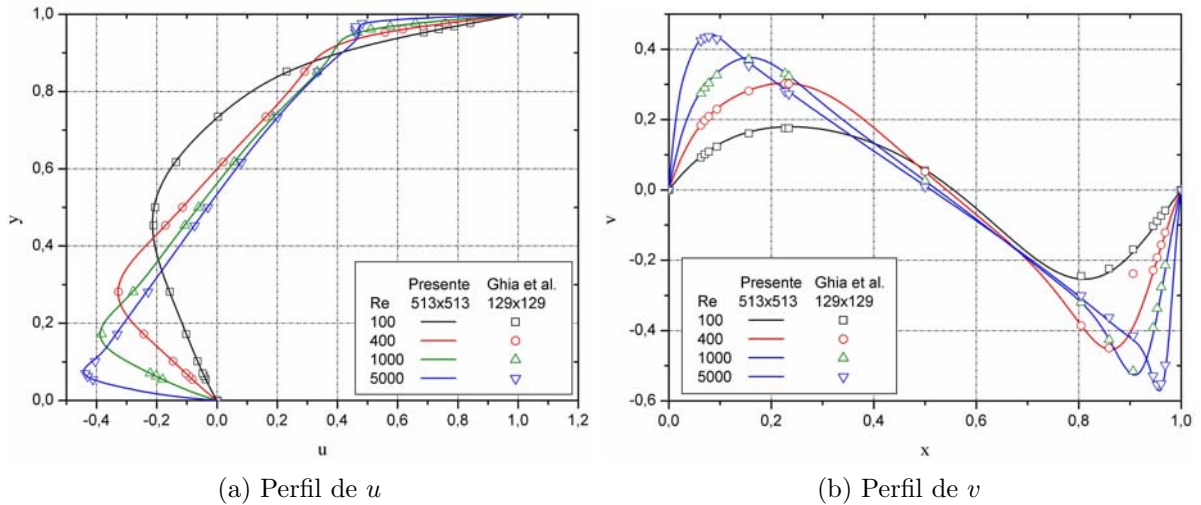 1,0
0,8
0,6
0,4
0,2
0,0
y
-0,4 -0,2 0,0 0,2 0,4 0,6 0,8 1,0 1,2
u
Presente Ghia et al.
Re 513x513 129x129
100
400
1000
5000
(a) Perfil de u
0,4
0,2
0,0
-0,2
-0,4
-0,6
v
0,0 0,2 0,4 0,6 0,8 1,0
x
Presente Ghia et al.
Re 513x513 129x129
100
400
1000
5000
(b) Perfil de v